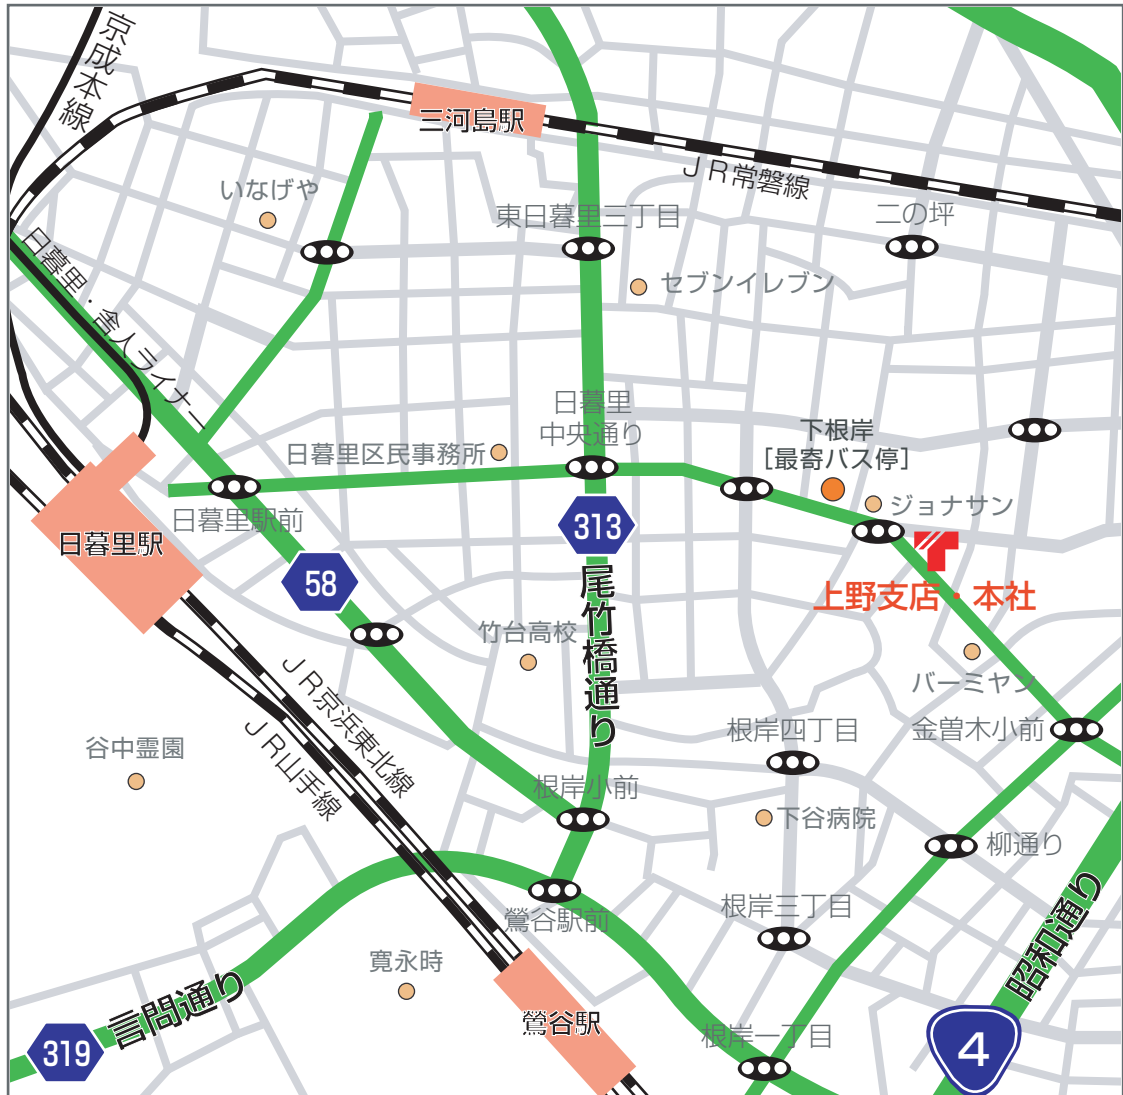 京成本線
三河島駅
JR常磐線
いなげや
東日暮里三丁目
二の坪
セブンイレブン
日暮里・舎人ライナー
日暮里
中央通り
下根岸
[最寄バス停]
日暮里区民事務所
ジョナサン
日暮里駅前
313
日暮里駅
58
尾竹橋通り
上野支店・本社
竹台高校
バーミヤン
JR京浜東北線
JR山手線
根岸四丁目
金曽木小前
谷中霊園
根岸小前
下谷病院
柳通り
昭和通り
根岸三丁目
鶯谷駅前
寛永時
言問通り
鶯谷駅
根岸一丁目
319
4